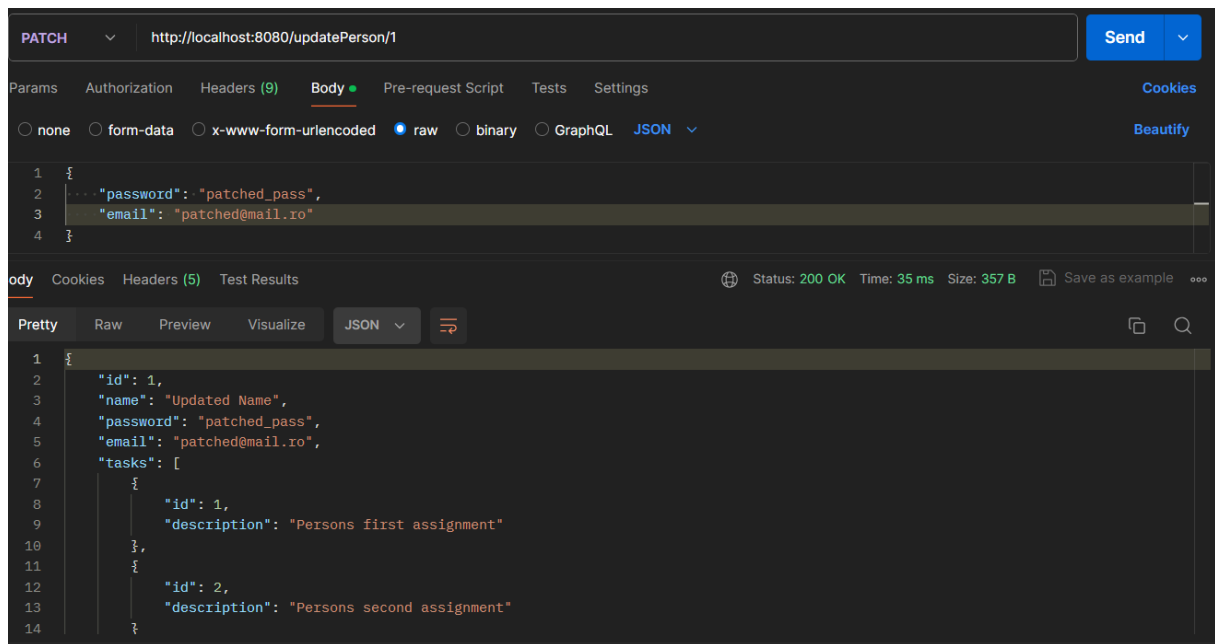 PATCH http://localhost:8080/updatePerson/1 Send
Params Authorization Headers (9) Body Pre-request Script Tests Settings Cookies
none form-data x-www-form-urlencoded raw binary GraphQL JSON Beautify
1 {
2 "password": "patched_pass",
3 "email": "patched@mail.ro"
4 }
ody Cookies Headers (5) Test Results Status: 200 OK Time: 35 ms Size: 357 B Save as example
Pretty Raw Preview Visualize JSON
1 {
2 "id": 1,
3 "name": "Updated Name",
4 "password": "patched_pass",
5 "email": "patched@mail.ro",
6 "tasks": [
7 {
8 "id": 1,
9 "description": "Persons first assignment"
10 },
11 {
12 "id": 2,
13 "description": "Persons second assignment"
14 }